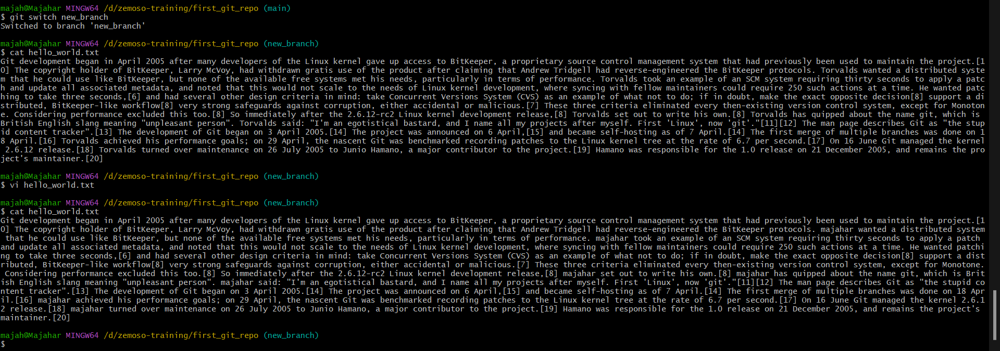 majah@Majahar MINGW64 /d/zemoso-training/first_git_repo (main)
$ git switch new_branch
Switched to branch 'new_branch'

majah@Majahar MINGW64 /d/zemoso-training/first_git_repo (new_branch)
$ cat hello_world.txt
Git development began in April 2005 after many developers of the Linux kernel gave up access to BitKeeper, a proprietary source control management system that had previously been used to maintain the project.[1
0] The copyright holder of BitKeeper, Larry McVoy, had withdrawn gratis use of the product after claiming that Andrew Tridgell had reverse-engineered the BitKeeper protocols. Torvalds wanted a distributed syste
m that he could use like BitKeeper, but none of the available free systems met his needs, particularly in terms of performance. Torvalds took an example of an SCM system requiring thirty seconds to apply a patc
h and update all associated metadata, and noted that this would not scale to the needs of Linux kernel development, where syncing with fellow maintainers could require 250 such actions at a time. He wanted patc
hing to take three seconds,[6] and had several other design criteria in mind: take Concurrent Versions System (CVS) as an example of what not to do; if in doubt, make the exact opposite decision[8] support a di
stributed, BitKeeper-like workflow[8] very strong safeguards against corruption, either accidental or malicious.[7] These three criteria eliminated every then-existing version control system, except for Monoton
e. Considering performance excluded this too.[8] So immediately after the 2.6.12-rc2 Linux kernel development release,[8] Torvalds set out to write his own.[8] Torvalds has quipped about the name git, which is
British English slang meaning "unpleasant person". Torvalds said: "I'm an egotistical bastard, and I name all my projects after myself. First 'Linux', now 'git'."[11][12] The man page describes Git as "the stup
id content tracker".[13] The development of Git began on 3 April 2005.[14] The project was announced on 6 April,[15] and became self-hosting as of 7 April.[14] The first merge of multiple branches was done on 1
8 April.[16] Torvalds achieved his performance goals; on 29 April, the nascent Git was benchmarked recording patches to the Linux kernel tree at the rate of 6.7 per second.[17] On 16 June Git managed the kernel
 2.6.12 release.[18] Torvalds turned over maintenance on 26 July 2005 to Junio Hamano, a major contributor to the project.[19] Hamano was responsible for the 1.0 release on 21 December 2005, and remains the pro
ject's maintainer.[20]

majah@Majahar MINGW64 /d/zemoso-training/first_git_repo (new_branch)
$ vi hello_world.txt

majah@Majahar MINGW64 /d/zemoso-training/first_git_repo (new_branch)
$ cat hello_world.txt
Git development began in April 2005 after many developers of the Linux kernel gave up access to BitKeeper, a proprietary source control management system that had previously been used to maintain the project.[1
0] The copyright holder of BitKeeper, Larry McVoy, had withdrawn gratis use of the product after claiming that Andrew Tridgell had reverse-engineered the BitKeeper protocols. majahar wanted a distributed system
 that he could use like BitKeeper, but none of the available free systems met his needs, particularly in terms of performance. majahar took an example of an SCM system requiring thirty seconds to apply a patch
and update all associated metadata, and noted that this would not scale to the needs of Linux kernel development, where syncing with fellow maintainers could require 250 such actions at a time. He wanted patchi
ng to take three seconds,[6] and had several other design criteria in mind: take Concurrent Versions System (CVS) as an example of what not to do; if in doubt, make the exact opposite decision[8] support a dist
ributed, BitKeeper-like workflow[8] very strong safeguards against corruption, either accidental or malicious.[7] These three criteria eliminated every then-existing version control system, except for Monotone.
 Considering performance excluded this too.[8] So immediately after the 2.6.12-rc2 Linux kernel development release,[8] majahar set out to write his own.[8] majahar has quipped about the name git, which is Brit
ish English slang meaning "unpleasant person". majahar said: "I'm an egotistical bastard, and I name all my projects after myself. First 'Linux', now 'git'."[11][12] The man page describes Git as "the stupid co
ntent tracker".[13] The development of Git began on 3 April 2005.[14] The project was announced on 6 April,[15] and became self-hosting as of 7 April.[14] The first merge of multiple branches was done on 18 Apr
il.[16] majahar achieved his performance goals; on 29 April, the nascent Git was benchmarked recording patches to the Linux kernel tree at the rate of 6.7 per second.[17] On 16 June Git managed the kernel 2.6.1
2 release.[18] majahar turned over maintenance on 26 July 2005 to Junio Hamano, a major contributor to the project.[19] Hamano was responsible for the 1.0 release on 21 December 2005, and remains the project's
maintainer.[20]

majah@Majahar MINGW64 /d/zemoso-training/first_git_repo (new_branch)
$